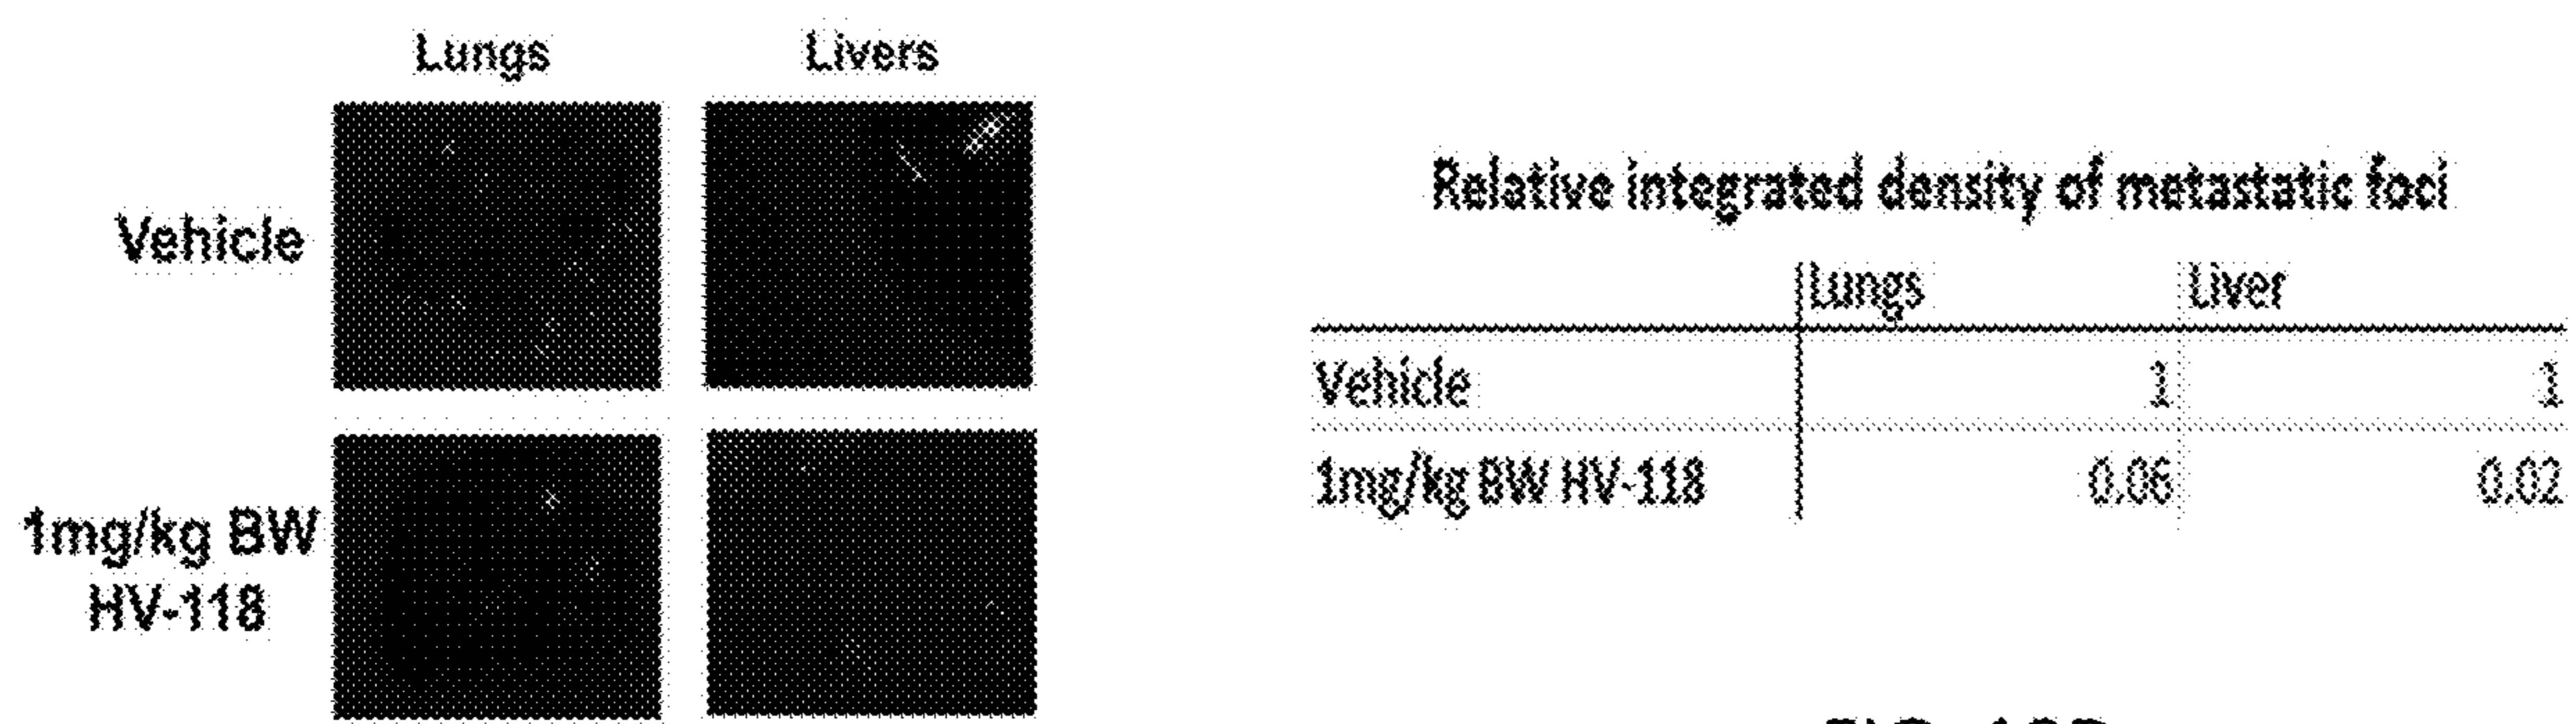 Lungs Livers
Vehicle
1mg/kg BW
HV-118
Relative integrated density of metastatic foci
Lungs Liver
Vehicle 1 1
1mg/kg BW HV-118 0.06 0.02